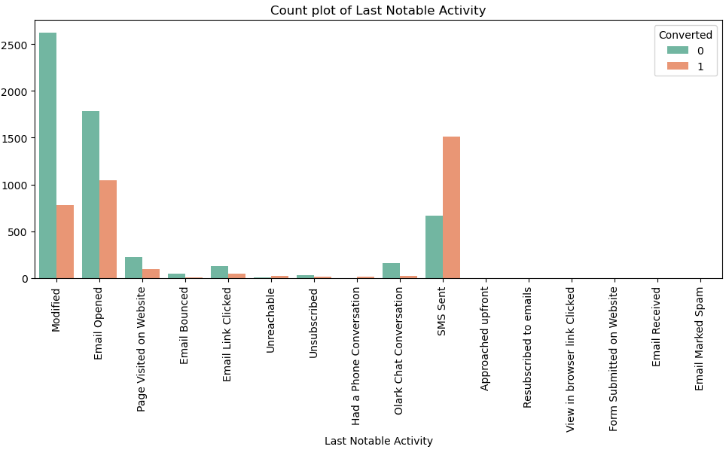 Count plot of Last Notable Activity
Converted
0
1
2500
2000
1500
1000
500
0
Modified
Email Opened
Page Visited on Website
Email Bounced
Email Link Clicked
Unreachable
Unsubscribed
Had a Phone Conversation
Olark Chat Conversation
SMS Sent
Approached upfront
Resubscribed to emails
View in browser link Clicked
Form Submitted on Website
Email Received
Email Marked Spam
Last Notable Activity